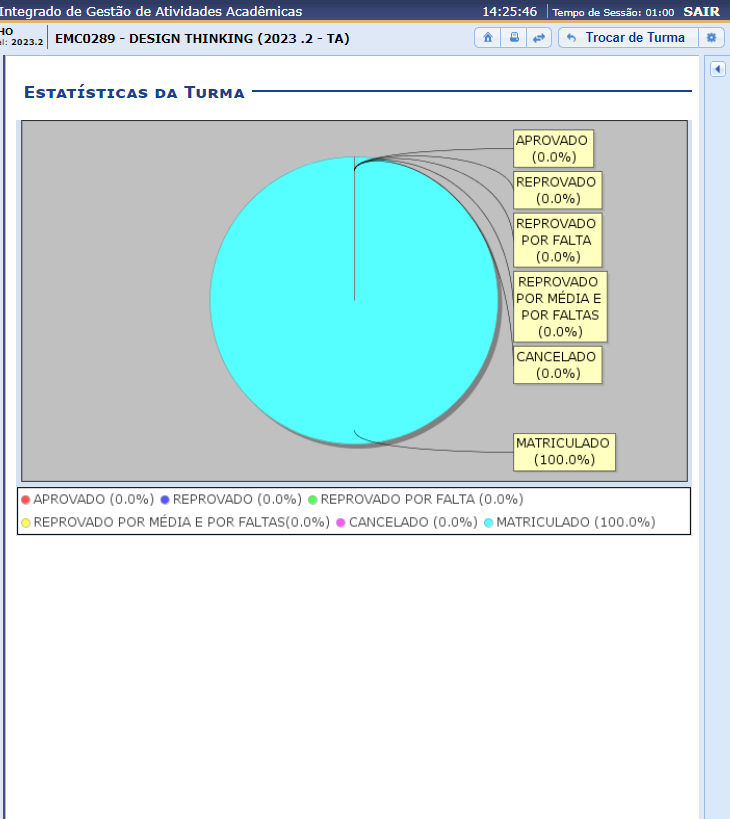 Integrado de Gestão de Atividades Acadêmicas 14:25:46 Tempo de Sessão: 01:00 SAIR
HO
el: 2023.2 EMC0289 - DESIGN THINKING (2023 .2 - TA) Trocar de Turma
ESTATÍSTICAS DA TURMA
APROVADO
(0.0%)
REPROVADO
(0.0%)
REPROVADO
POR FALTA
(0.0%)
REPROVADO
POR MÉDIA E
POR FALTAS
(0.0%)
CANCELADO
(0.0%)
MATRICULADO
(100.0%)
APROVADO (0.0%) REPROVADO (0.0%) REPROVADO POR FALTA (0.0%)
REPROVADO POR MÉDIA E POR FALTAS(0.0%) CANCELADO (0.0%) MATRICULADO (100.0%)